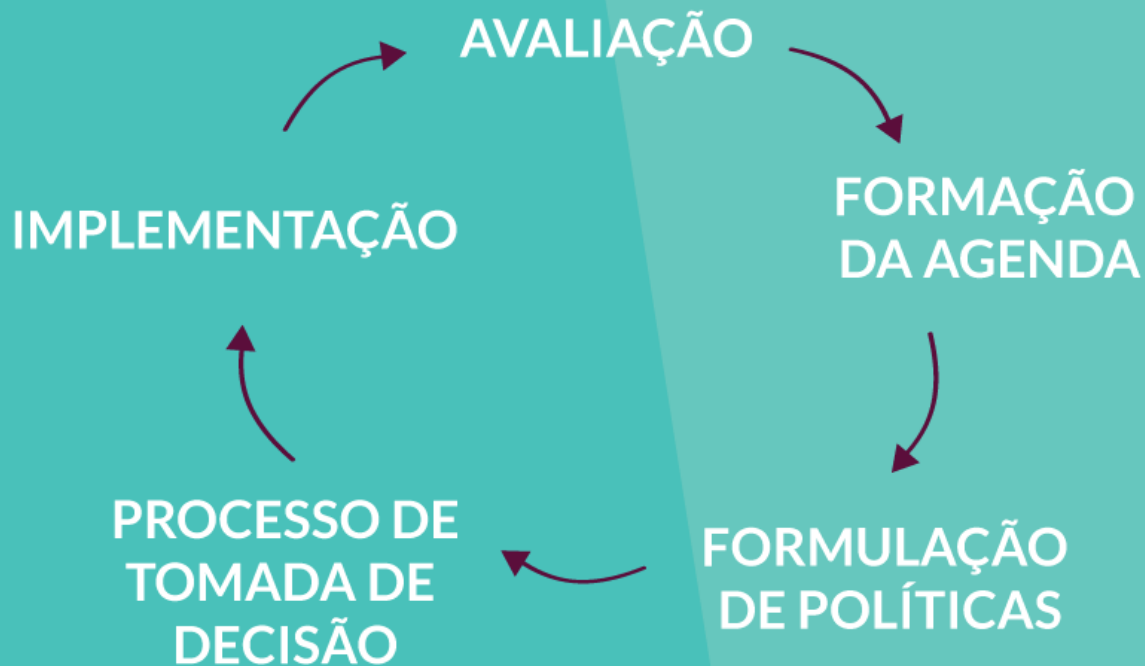 AVALIAÇÃO
FORMAÇÃO
DA AGENDA
IMPLEMENTAÇÃO
FORMULAÇÃO
DE POLÍTICAS
PROCESSO DE
TOMADA DE
DECISÃO